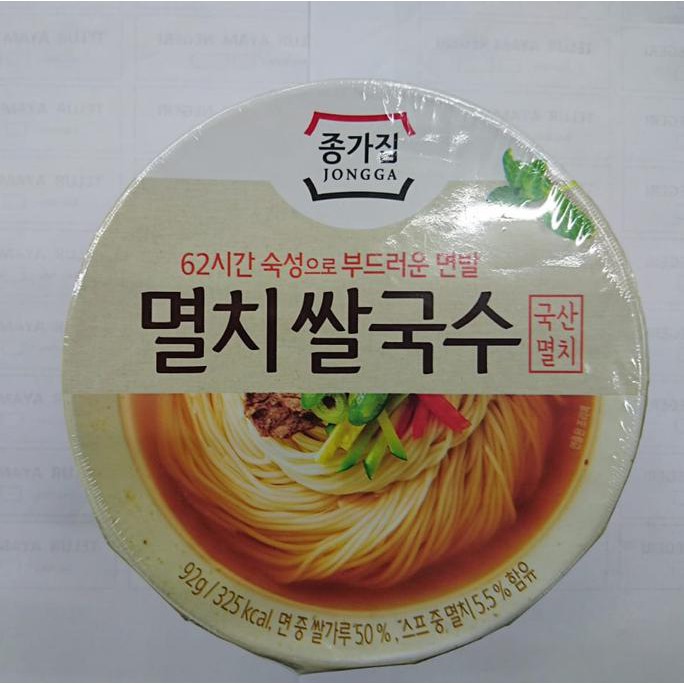 종가집
JONGGA
62시간 숙성으로 부드러운 면발
멸치쌀국수
국산
멸치
92g / 325 kcal, 면 중 쌀가루 50%, 스프 중 멸치 5.5% 함유